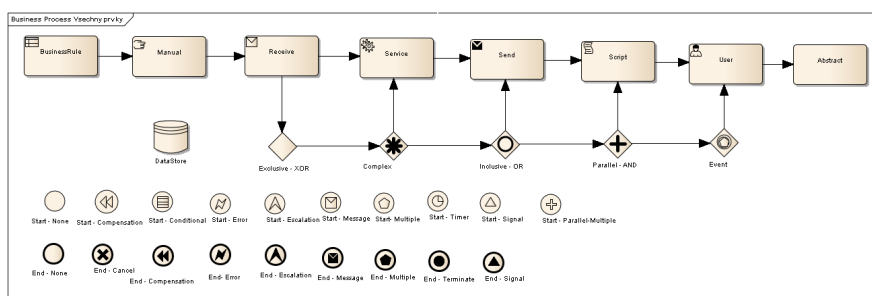 Business Process Vsechny prvky
BusinessRule
Manual
Receive
Service
Send
Script
User
Abstract
DataStore
Exclusive - XOR
Complex
Inclusive - OR
Parallel - AND
Event
Start - None
Start - Compensation
Start - Conditional
Start - Error
Start - Escalation
Start - Message
Start - Multiple
Start - Timer
Start - Signal
Start - Parallel-Multiple
End - None
End - Cancel
End - Compensation
End- Error
End - Escalation
End - Message
End - Multiple
End - Terminate
End - Signal